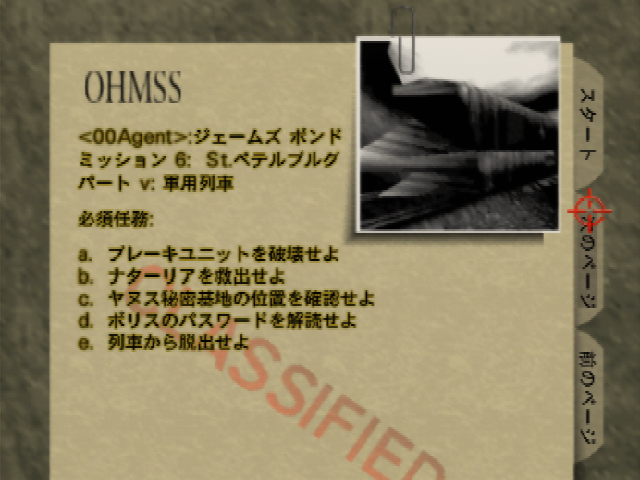 OHMSS
<00Agent>:ジェームズ ボンド
ミッション 6: St.ペテルブルグ
パート v: 軍用列車
必須任務:
a. ブレーキユニットを破壊せよ
b. ナターリアを救出せよ
c. ヤヌス秘密基地の位置を確認せよ
d. ボリスのパスワードを解読せよ
e. 列車から脱出せよ
CLASSIFIED
スタート
次のページ
前のページ